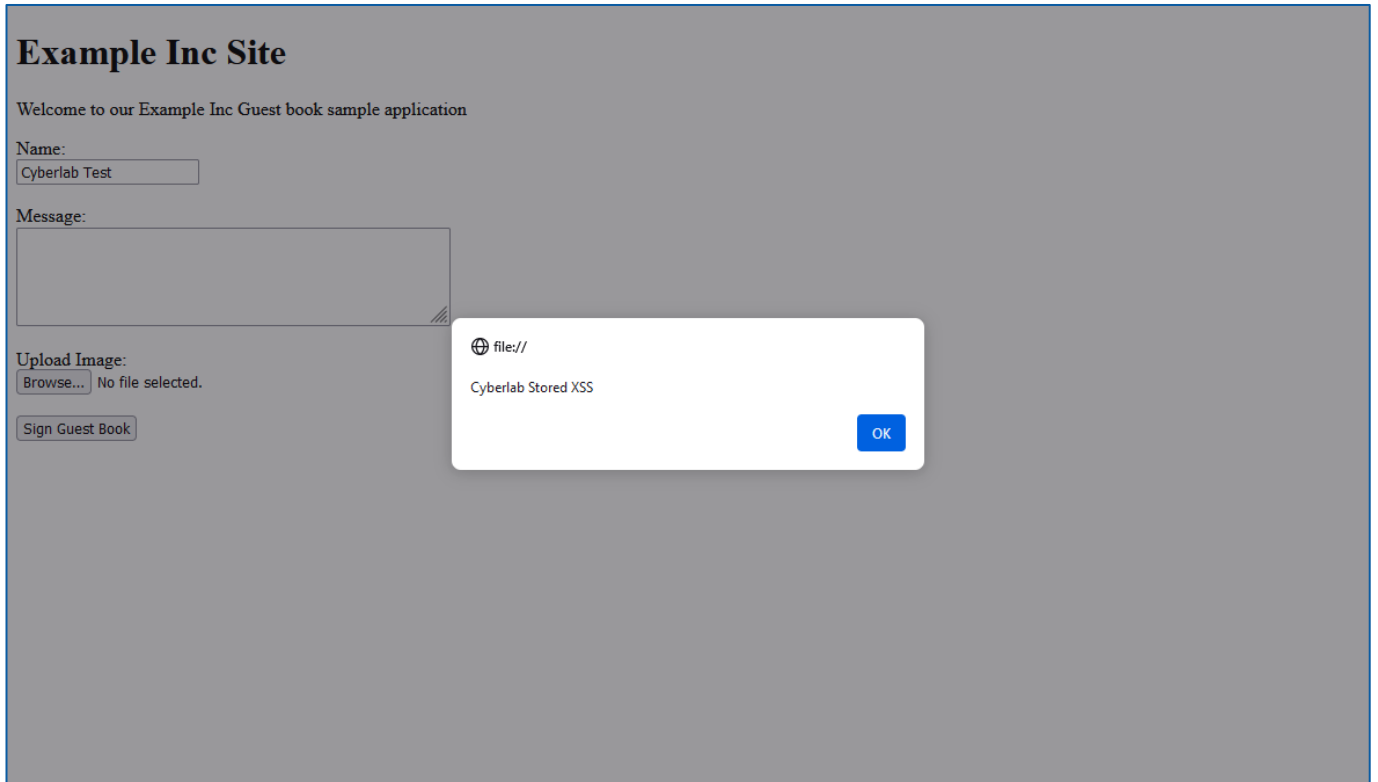 Example Inc Site
Welcome to our Example Inc Guest book sample application
Name:
Cyberlab Test
Message:
file://
Cyberlab Stored XSS
OK
Upload Image:
Browse... No file selected.
Sign Guest Book